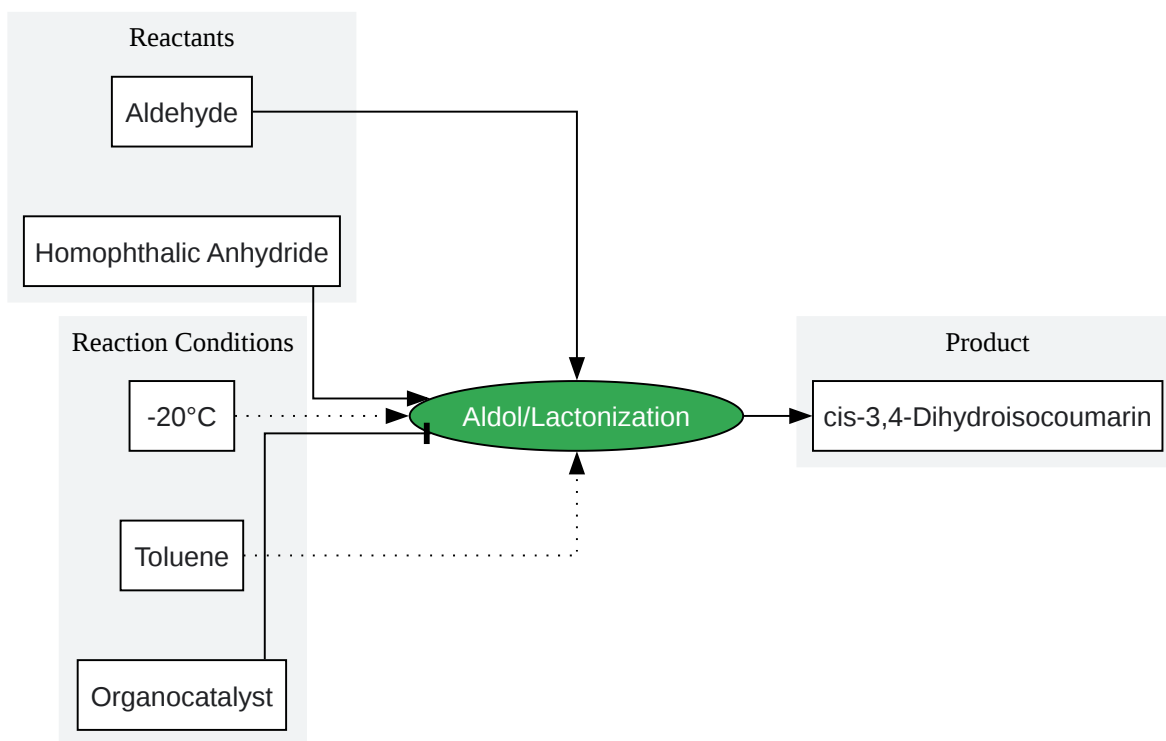 Reactants
Aldehyde
Homophthalic Anhydride
Reaction Conditions
-20°C
Toluene
Organocatalyst
Aldol/Lactonization
Product
cis-3,4-Dihydroisocoumarin